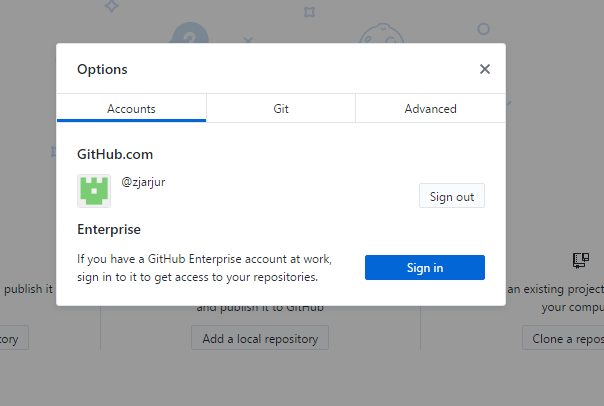 Options
Accounts
Git
Advanced
GitHub.com
@zjarjur
Sign out
Enterprise
If you have a GitHub Enterprise account at work,
sign in to it to get access to your repositories.
Sign in
publish it
and publish it to GitHub
an existing project
your compu
tory
Add a local repository
Clone a repos